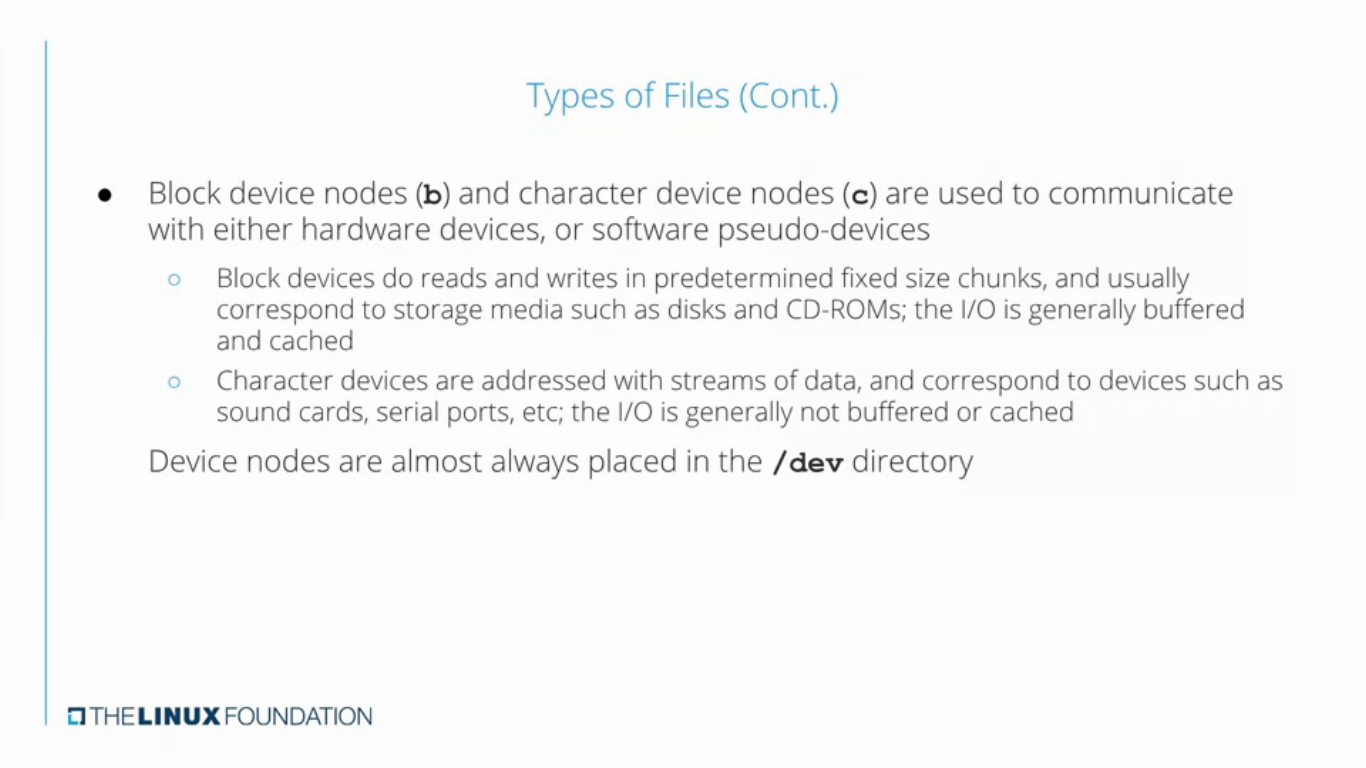 Types of Files (Cont.)
● Block device nodes (b) and character device nodes (c) are used to communicate
with either hardware devices, or software pseudo-devices
○ Block devices do reads and writes in predetermined fixed size chunks, and usually
correspond to storage media such as disks and CD-ROMs; the I/O is generally buffered
and cached
○ Character devices are addressed with streams of data, and correspond to devices such as
sound cards, serial ports, etc; the I/O is generally not buffered or cached
Device nodes are almost always placed in the /dev directory
THE LINUX FOUNDATION